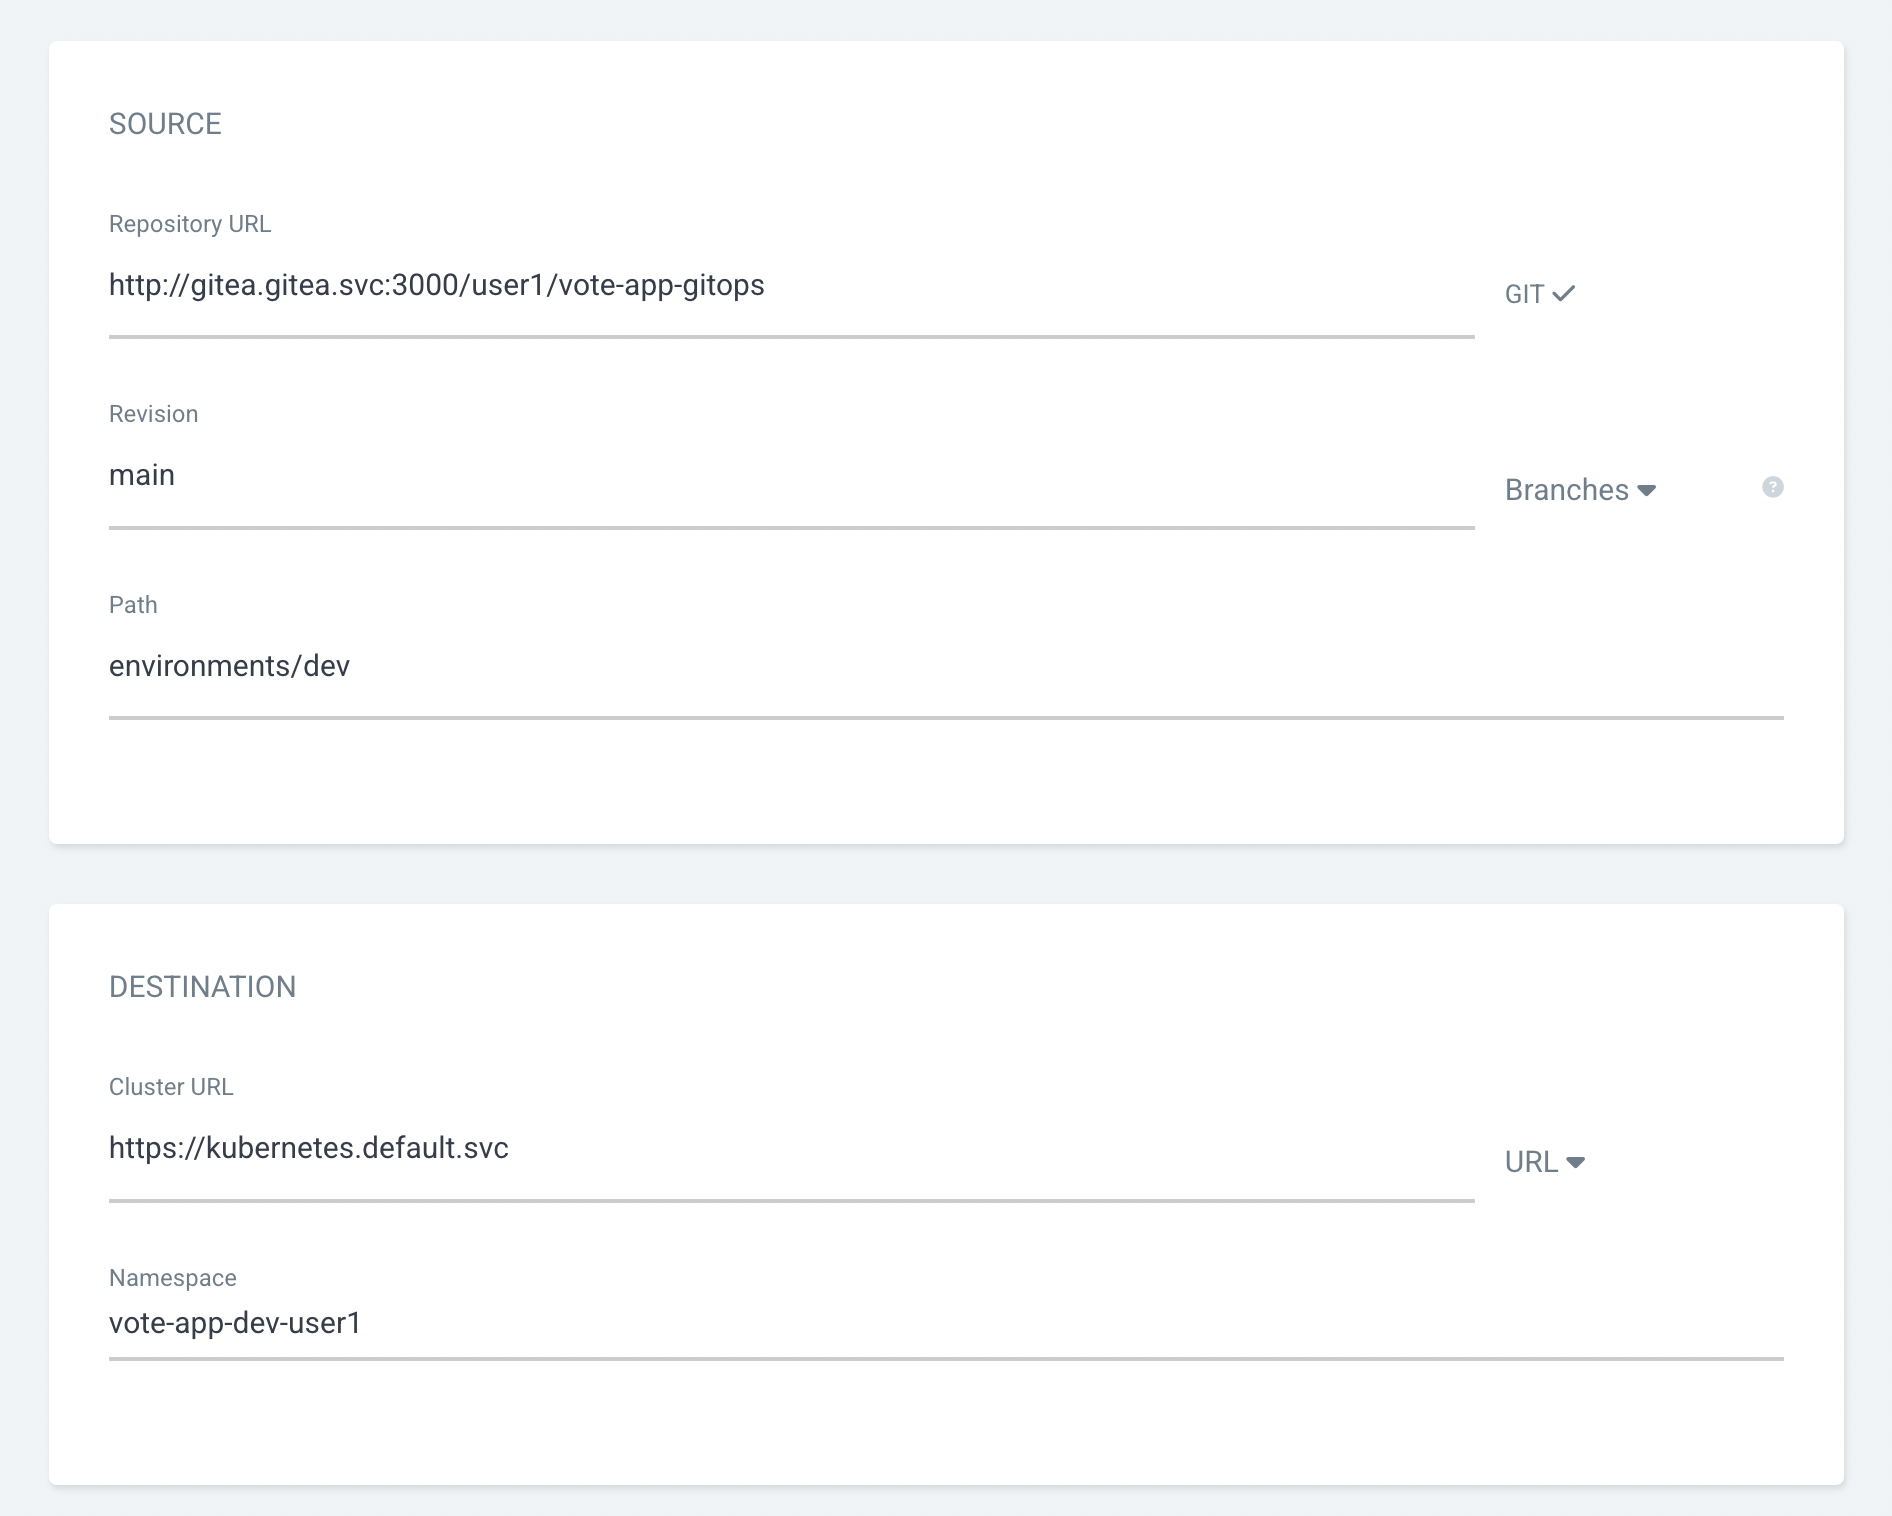 SOURCE
Repository URL
http://gitea.gitea.svc:3000/user1/vote-app-gitops
GIT
Revision
main
Branches
?
Path
environments/dev
DESTINATION
Cluster URL
https://kubernetes.default.svc
URL
Namespace
vote-app-dev-user1